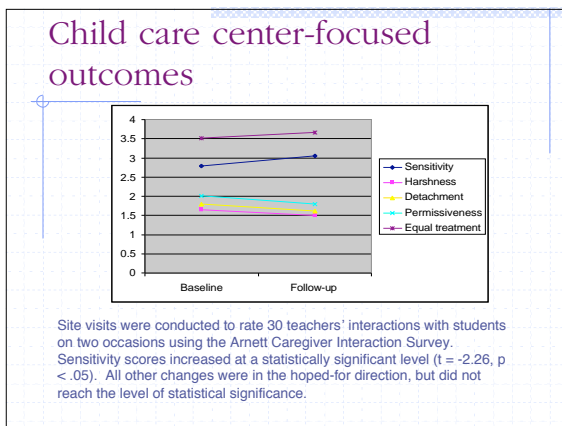 Child care center-focused
outcomes
4
3.5
3
2.5
2
1.5
1
0.5
0
Baseline
Follow-up
Sensitivity
Harshness
Detachment
Permissiveness
Equal treatment
Site visits were conducted to rate 30 teachers' interactions with students
on two occasions using the Arnett Caregiver Interaction Survey.
Sensitivity scores increased at a statistically significant level (t = -2.26, p
< .05).  All other changes were in the hoped-for direction, but did not
reach the level of statistical significance.